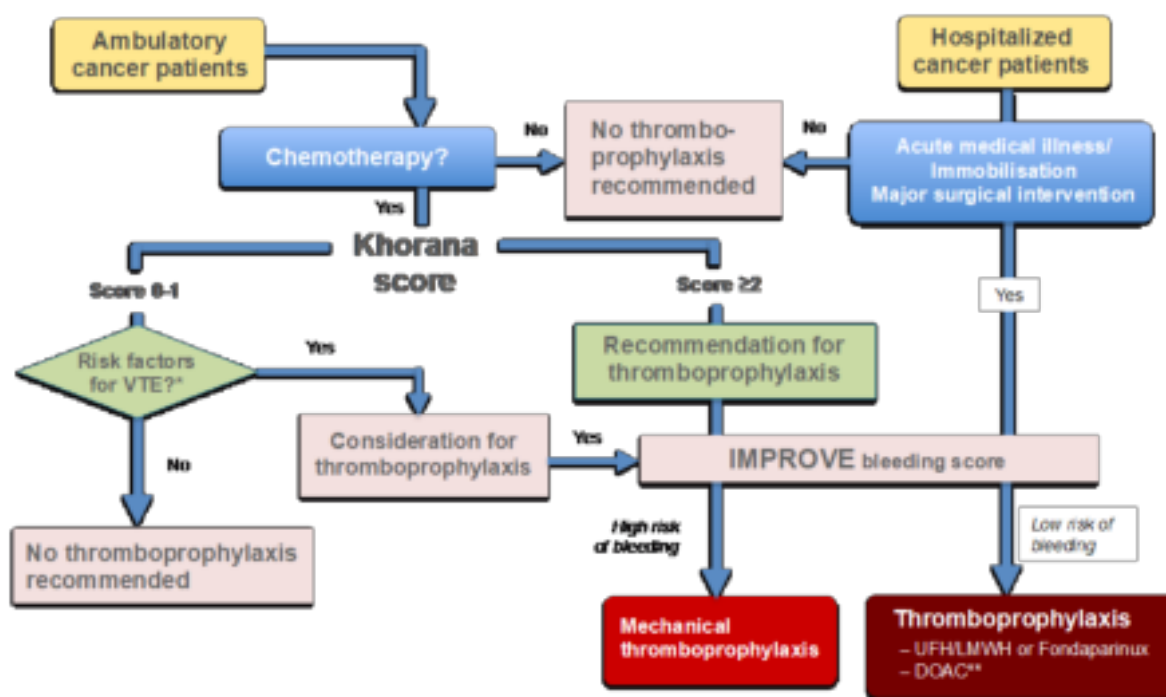 Ambulatory
cancer patients
Hospitalized
cancer patients
Chemotherapy?
No
No thrombo-
prophylaxis
recommended
No
Acute medical illness/
Immobilisation
Major surgical intervention
Yes
Khorana
score
Score 0-1
Score ≥2
Yes
Risk factors
for VTE?*
Yes
Recommendation for
thromboprophylaxis
Consideration for
thromboprophylaxis
Yes
IMPROVE bleeding score
No
No thromboprophylaxis
recommended
High risk
of bleeding
Low risk of
bleeding
Mechanical
thromboprophylaxis
Thromboprophylaxis
– UFH/LMWH or Fondaparinux
– DOAC**